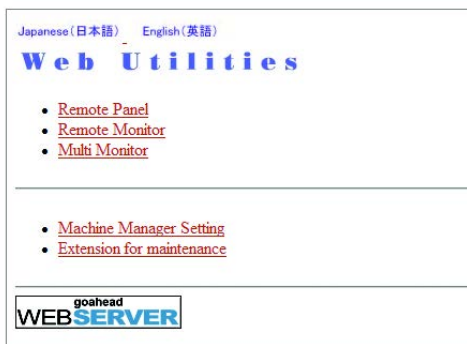 Japanese(日本語) English(英語)
Web Utilities
Remote Panel
Remote Monitor
Multi Monitor
Machine Manager Setting
Extension for maintenance
goahead
WEBSERVER